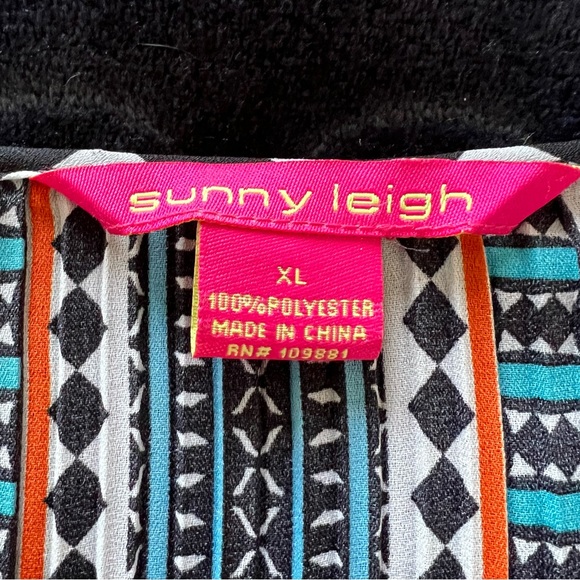 sunny leigh
XL
100%POLYESTER
MADE IN CHINA
RN# 109881